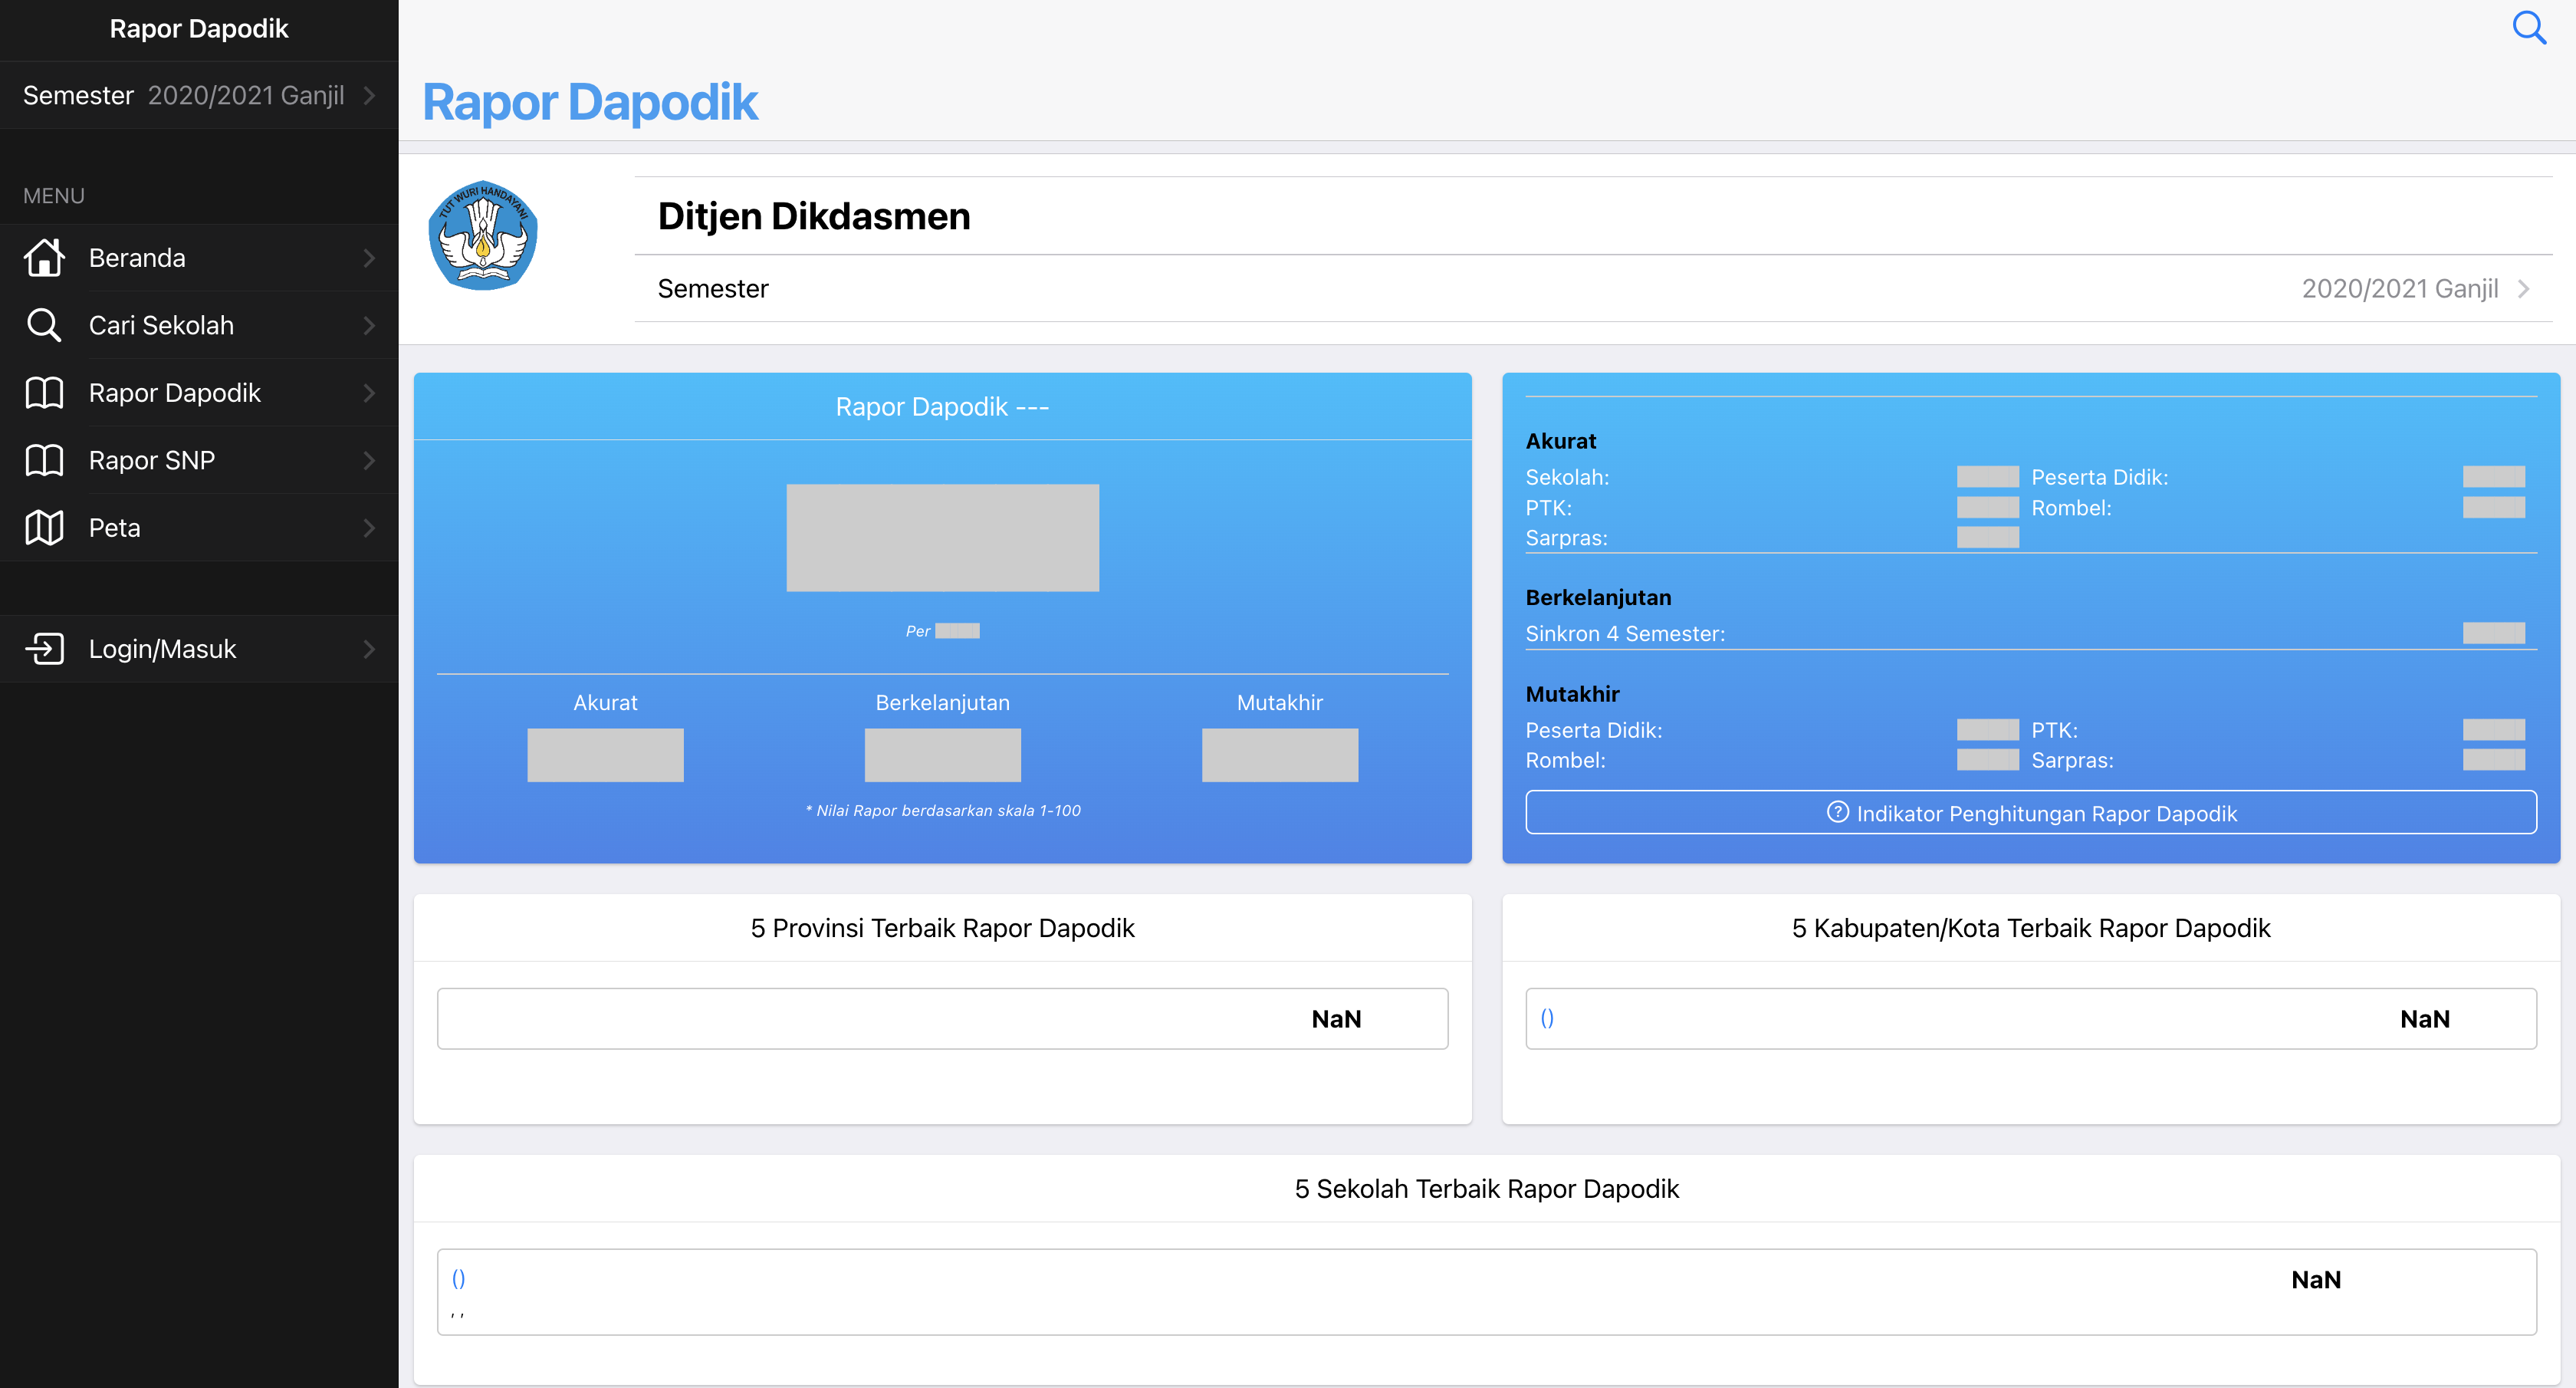 Rapor Dapodik
Semester 2020/2021 Ganjil
MENU
Beranda
Cari Sekolah
Rapor Dapodik
Rapor SNP
Peta
Login/Masuk
Rapor Dapodik
TUT WURI HANDAYANI
Ditjen Dikdasmen
Semester 2020/2021 Ganjil
Rapor Dapodik ---
Per
Akurat Berkelanjutan Mutakhir
* Nilai Rapor berdasarkan skala 1-100
Akurat
Sekolah: Peserta Didik:
PTK: Rombel:
Sarpras:
Berkelanjutan
Sinkron 4 Semester:
Mutakhir
Peserta Didik: PTK:
Rombel: Sarpras:
Indikator Penghitungan Rapor Dapodik
5 Provinsi Terbaik Rapor Dapodik
NaN
5 Kabupaten/Kota Terbaik Rapor Dapodik
() NaN
5 Sekolah Terbaik Rapor Dapodik
() NaN
, ,